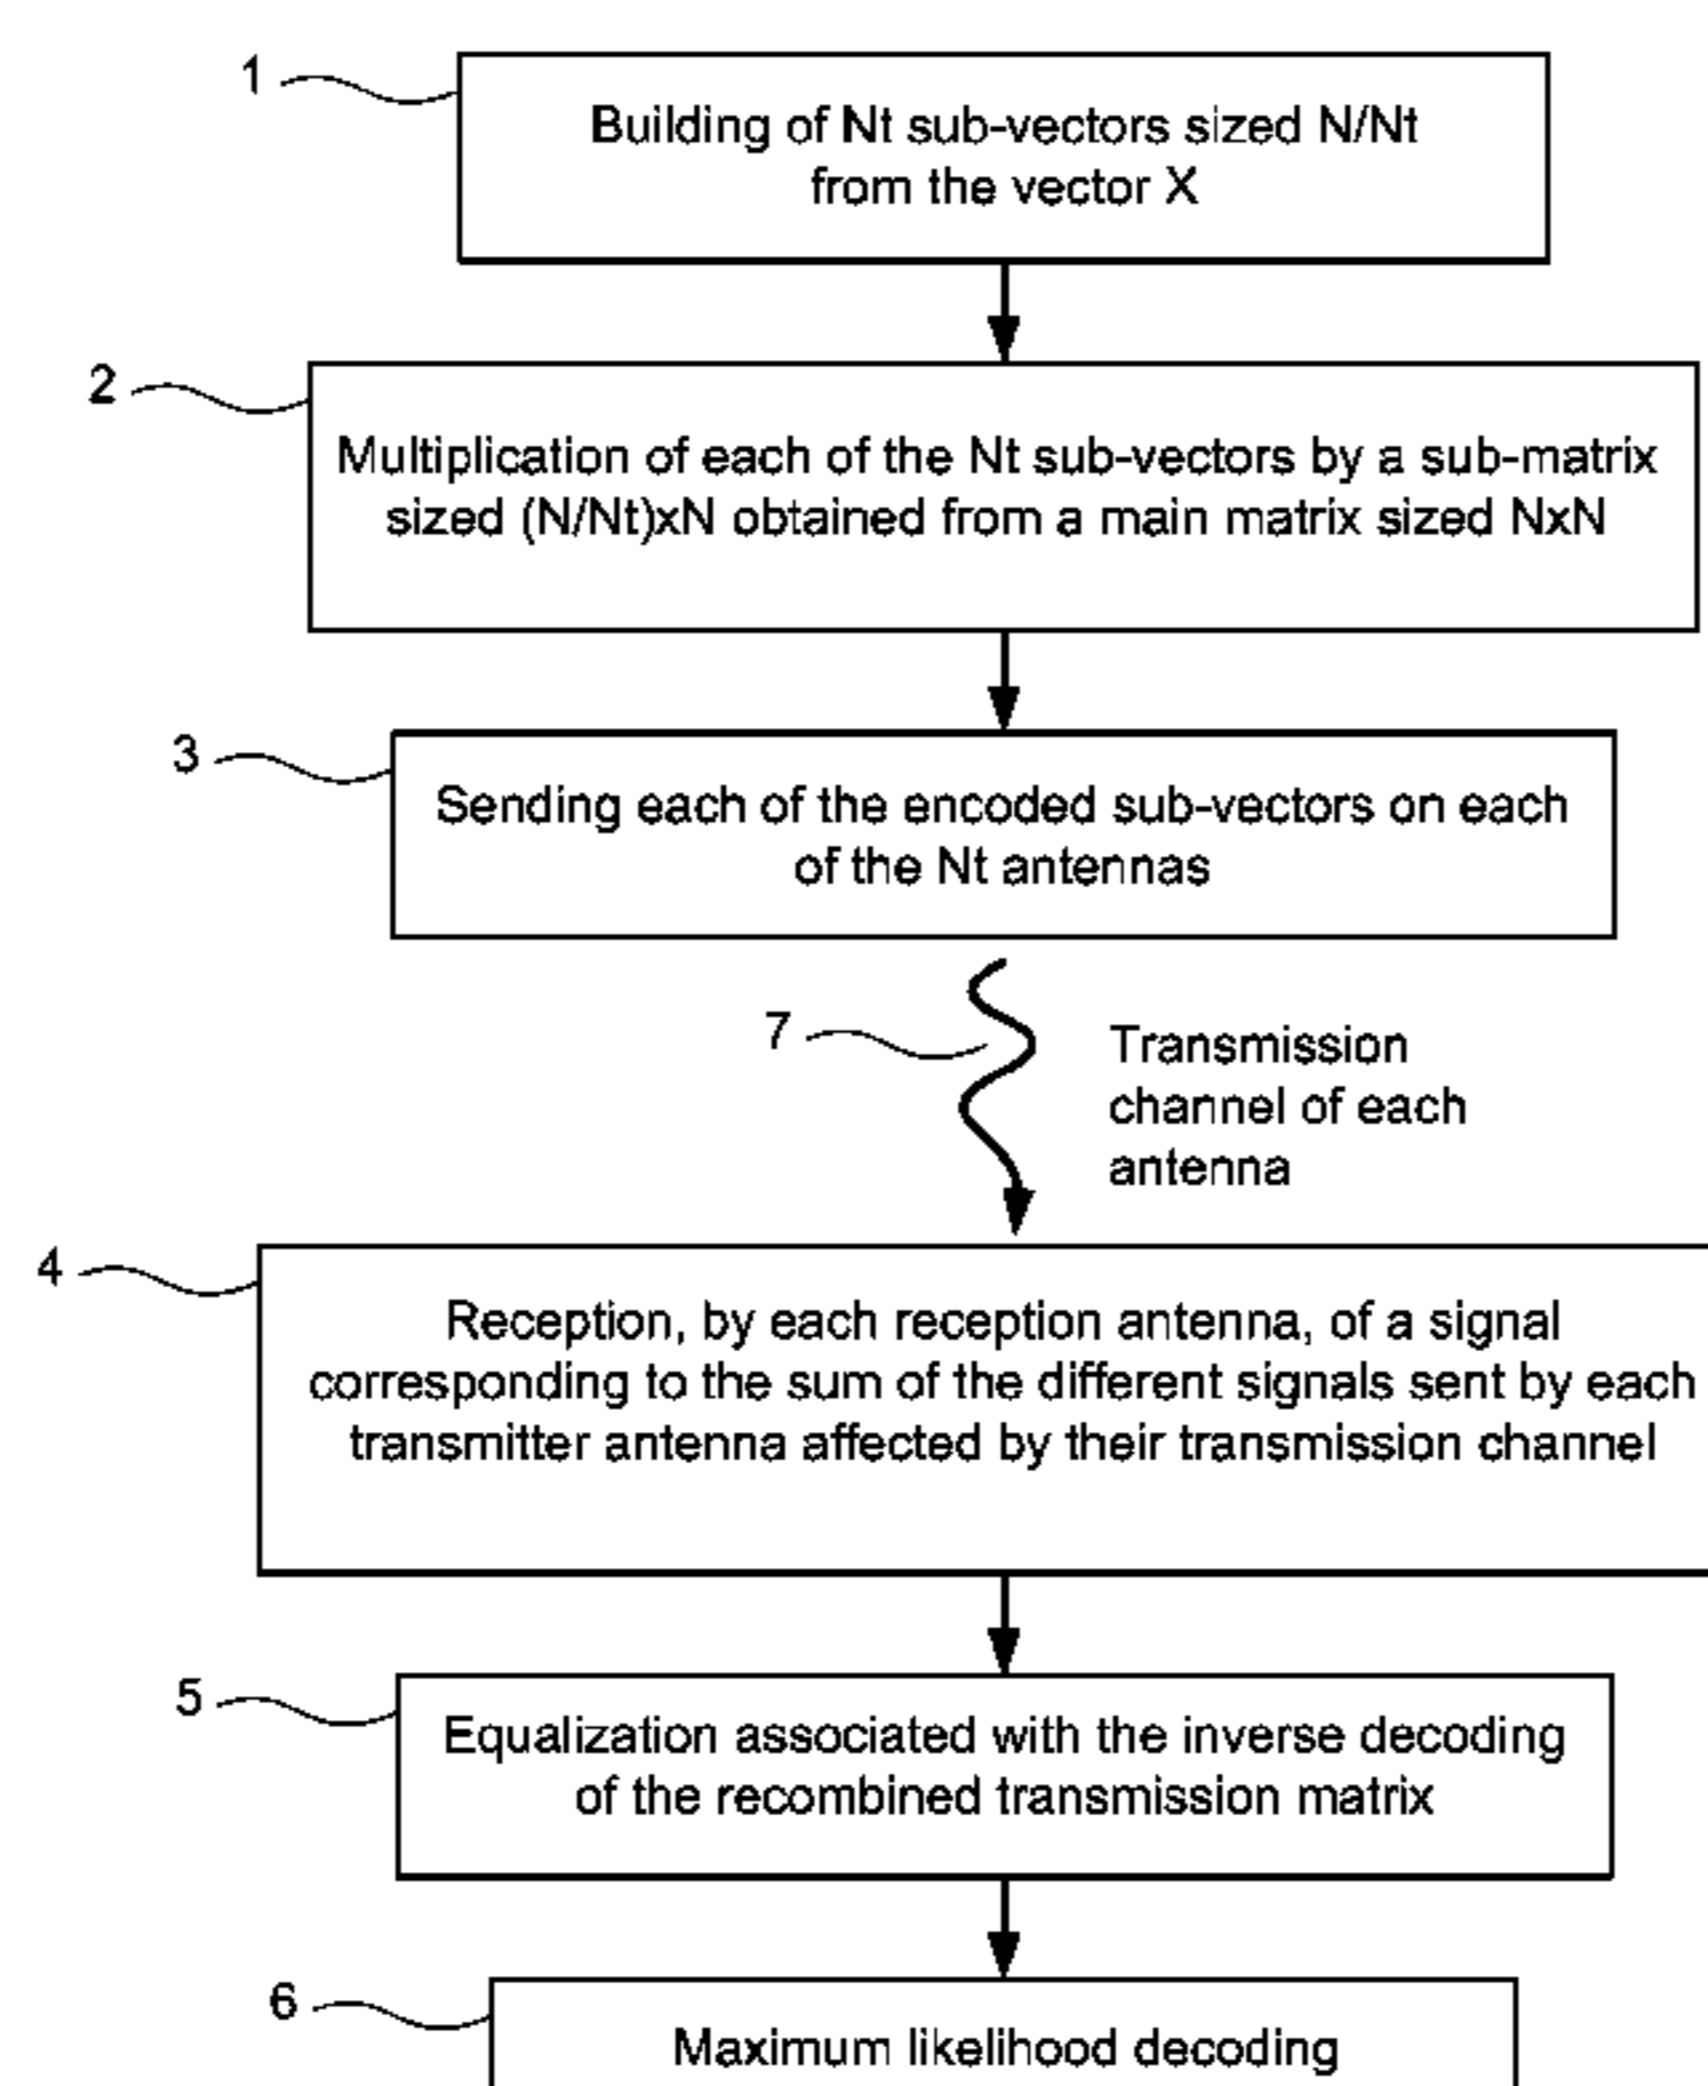 1
Building of Nt sub-vectors sized N/Nt
from the vector X
2
Multiplication of each of the Nt sub-vectors by a sub-matrix
sized (N/Nt)xN obtained from a main matrix sized NxN
3
Sending each of the encoded sub-vectors on each
of the Nt antennas
7
Transmission
channel of each
antenna
4
Reception, by each reception antenna, of a signal
corresponding to the sum of the different signals sent by each
transmitter antenna affected by their transmission channel
5
Equalization associated with the inverse decoding
of the recombined transmission matrix
6
Maximum likelihood decoding